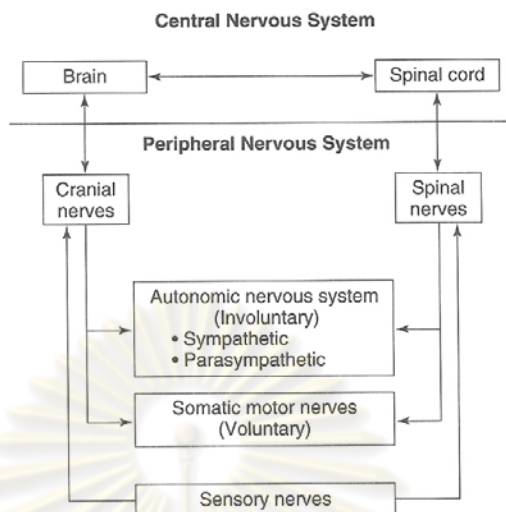 Central Nervous System
Brain
Spinal cord
Peripheral Nervous System
Cranial
nerves
Spinal
nerves
Autonomic nervous system
(Involuntary)
• Sympathetic
• Parasympathetic
Somatic motor nerves
(Voluntary)
Sensory nerves